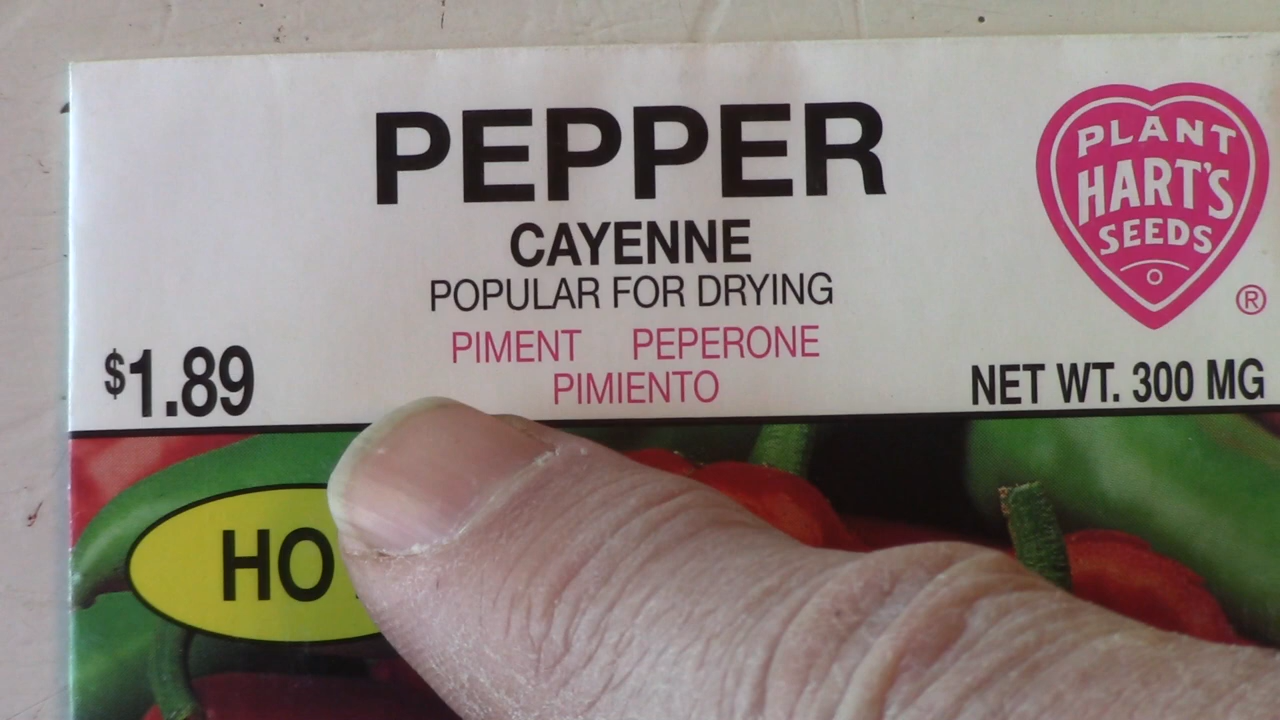 PEPPER
CAYENNE
POPULAR FOR DRYING
PIMENT PEPERONE
PIMIENTO
$1.89
NET WT. 300 MG
PLANT
HART'S
SEEDS
®
HO